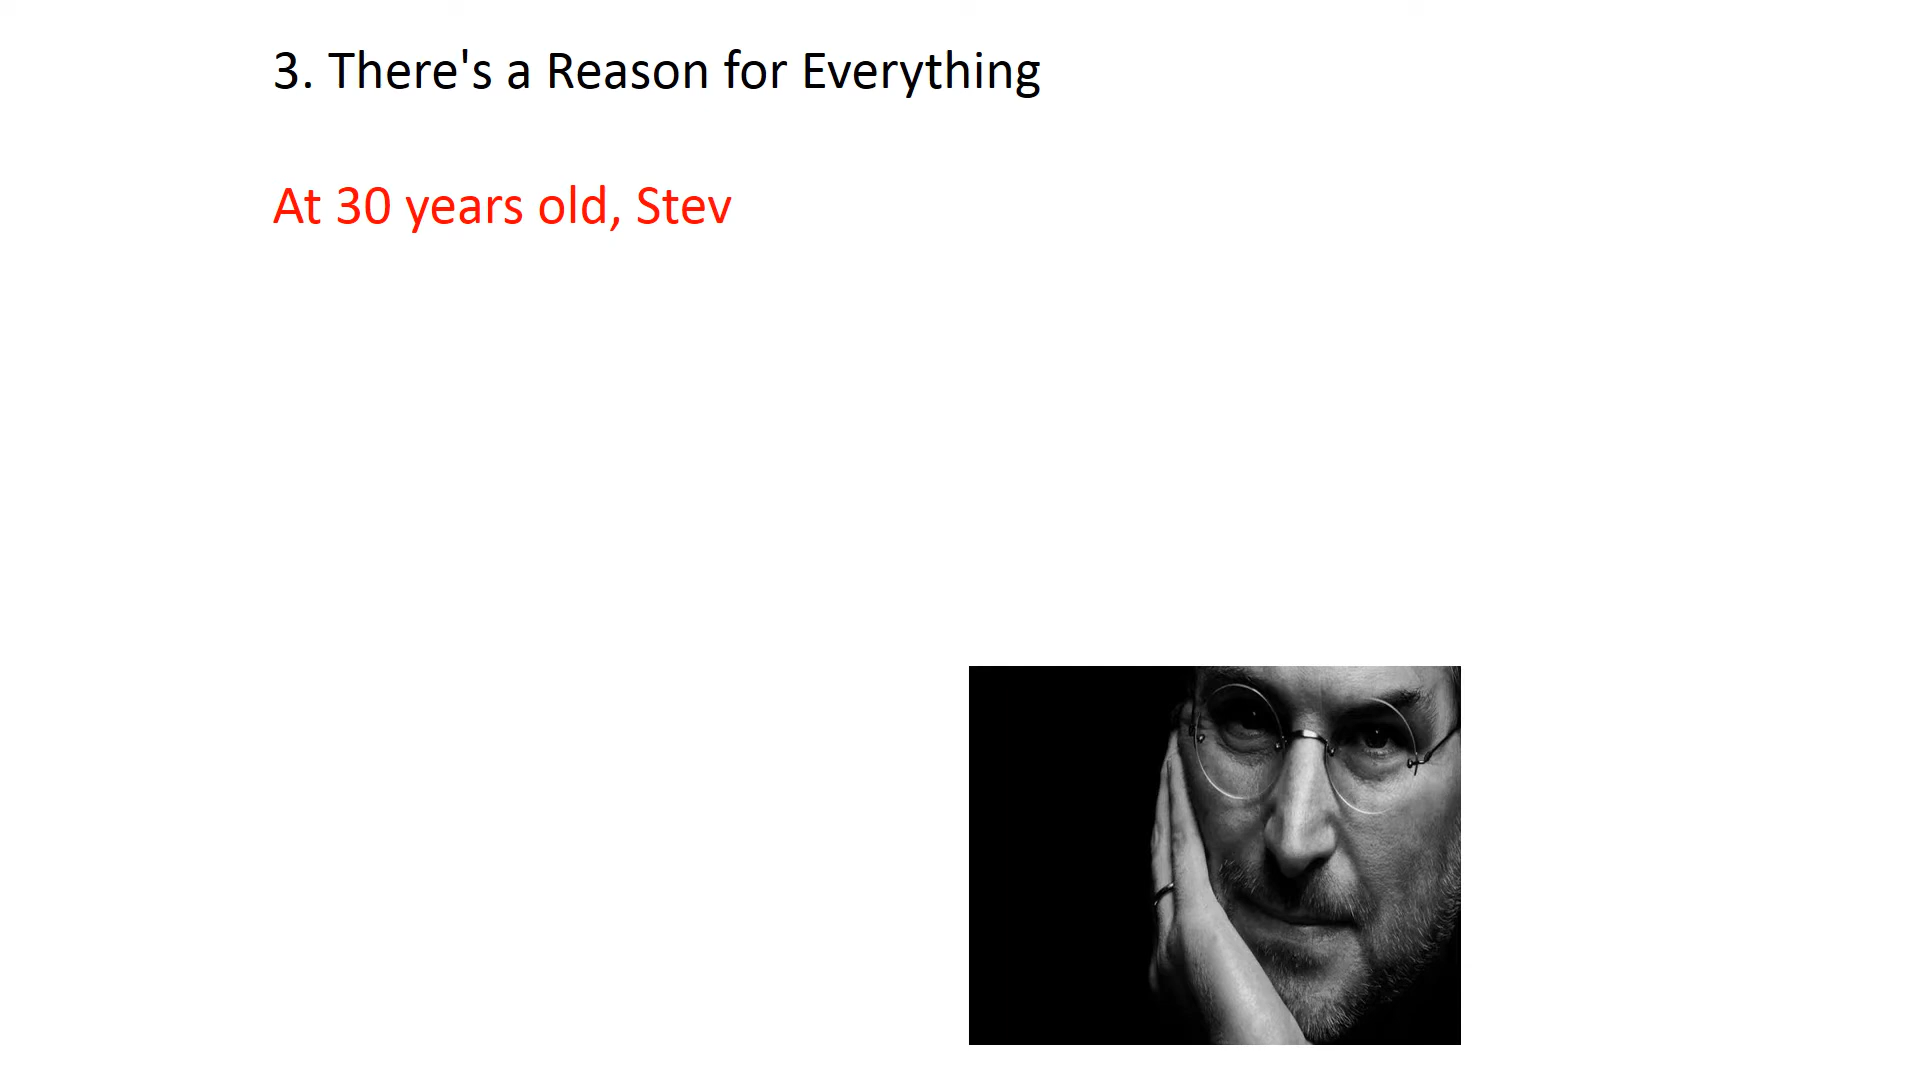 3. There's a Reason for Everything
At 30 years old, Stev